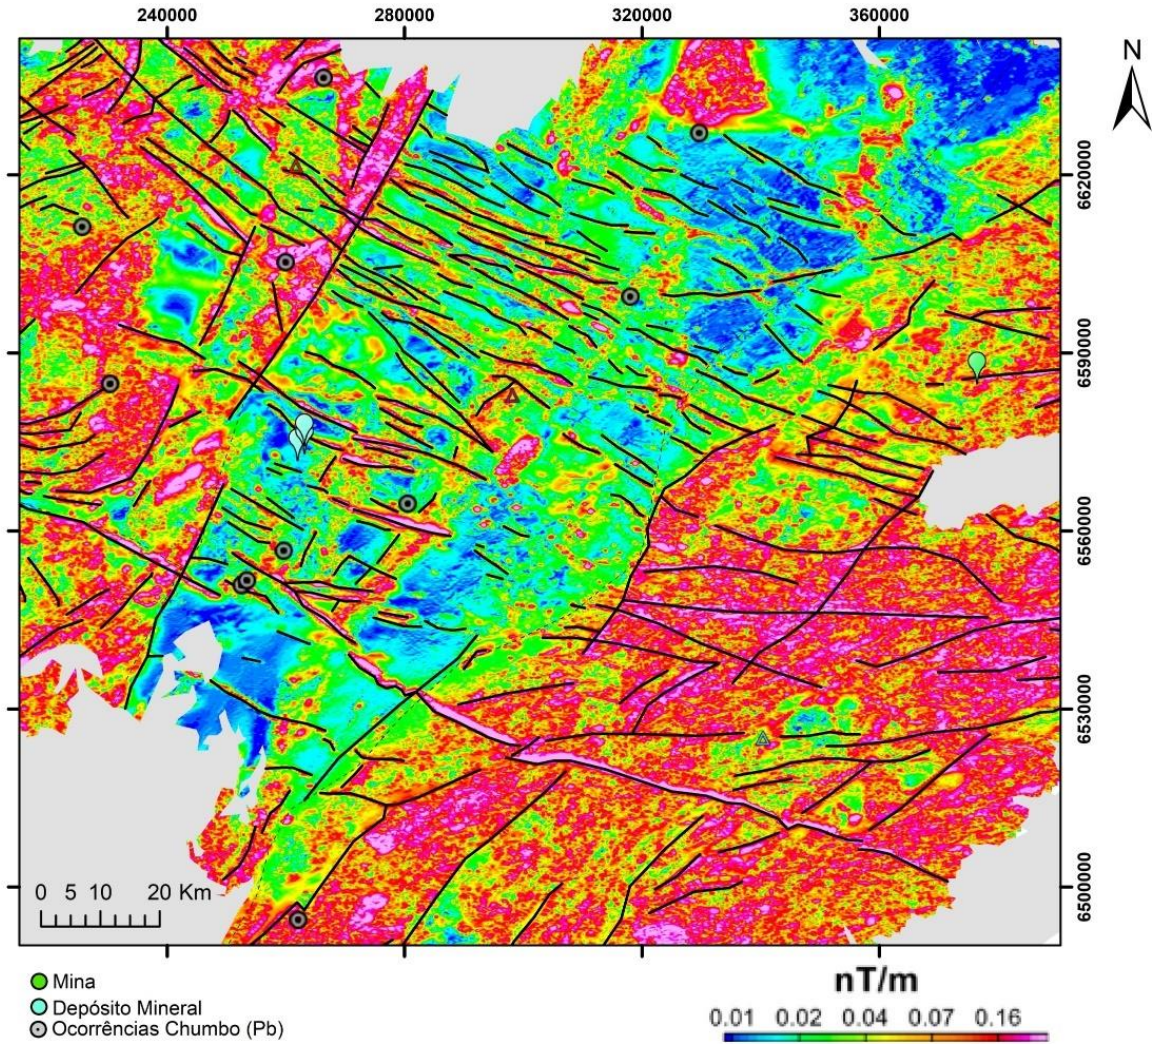 240000 280000 320000 360000
N
6620000
6590000
6560000
6530000
6500000
0 5 10 20 Km
Mina
Depósito Mineral
Ocorrências Chumbo (Pb)
nT/m
0.01 0.02 0.04 0.07 0.16